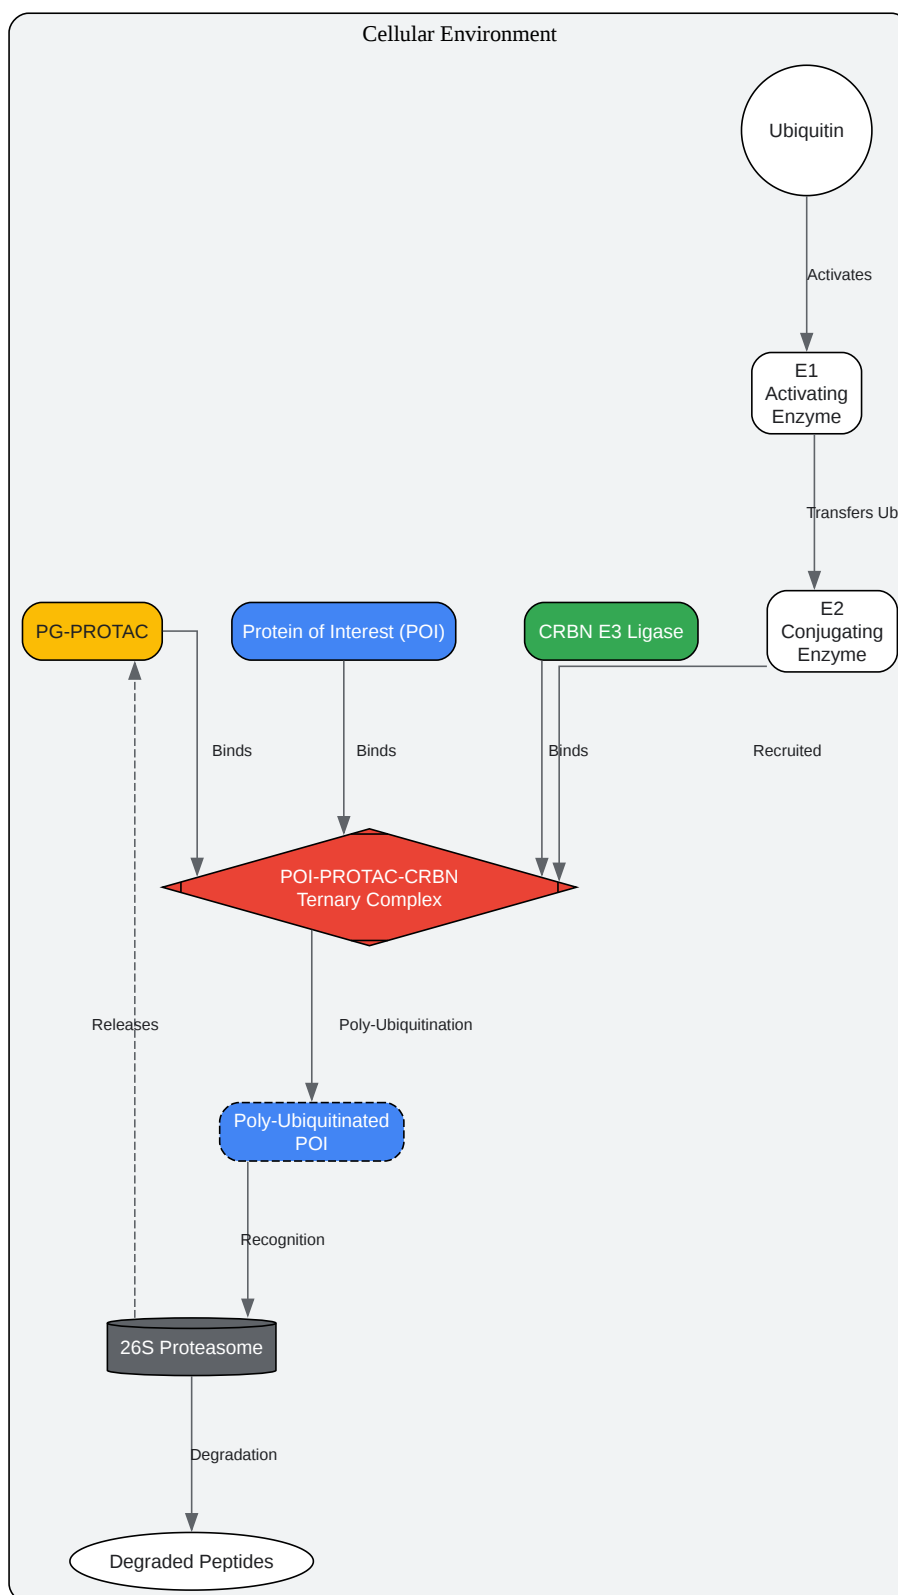 Cellular Environment
Ubiquitin
Activates
E1
Activating
Enzyme
Transfers Ub
PG-PROTAC
Protein of Interest (POI)
CRBN E3 Ligase
E2
Conjugating
Enzyme
Binds
Binds
Binds
Recruited
POI-PROTAC-CRBN
Ternary Complex
Releases
Poly-Ubiquitination
Poly-Ubiquitinated
POI
Recognition
26S Proteasome
Degradation
Degraded Peptides